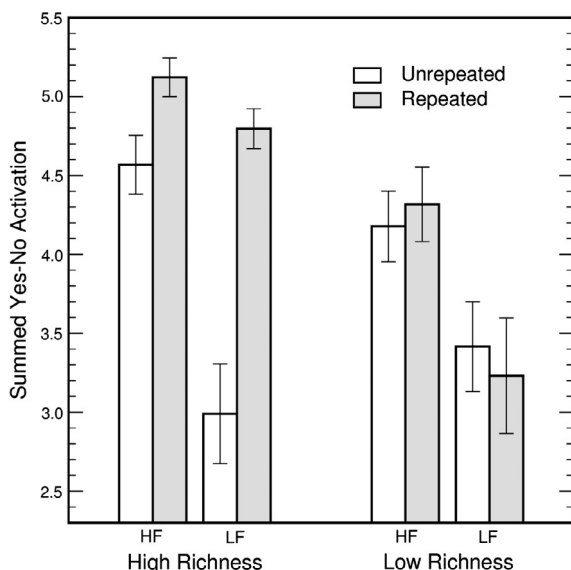 5.5
5.0
4.5
4.0
3.5
3.0
2.5
Summed Yes-No Activation
Unrepeated
Repeated
HF LF HF LF
High Richness Low Richness